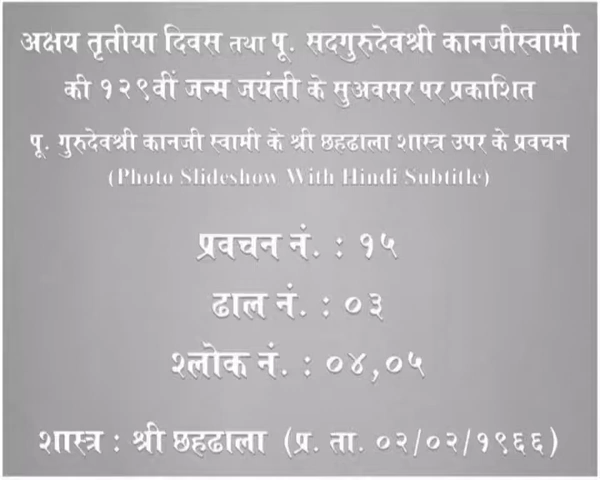 अक्षय तृतीया दिवस तथा पू. सदगुरुदेवश्री कानजीस्वामी
की १२९वीं जन्म जयंती के सुअवसर पर प्रकाशित
पू. गुरुदेवश्री कानजी स्वामी के श्री छहढाला शास्त्र उपर के प्रवचन
(Photo Slideshow With Hindi Subtitle)
प्रवचन नं. : १५
ढाल नं. : ०३
श्लोक नं. : ०४,०५
शास्त्र : श्री छहढाला (प्र. ता. ०२/०२/१९६६)